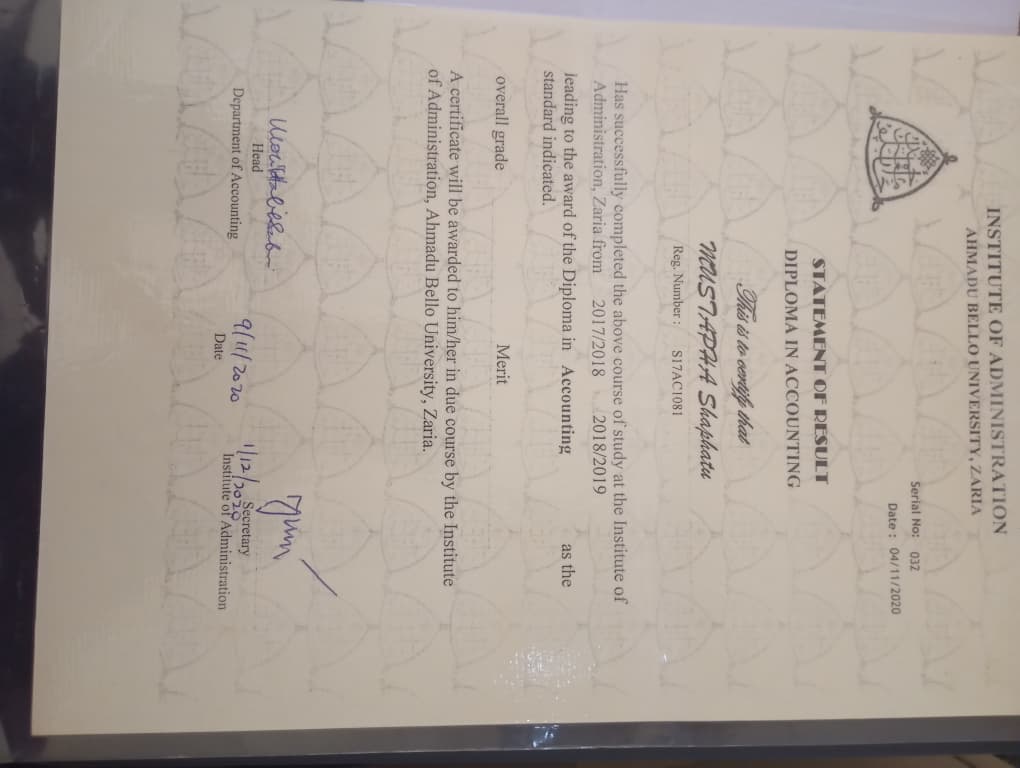 INSTITUTE OF ADMINISTRATION
AHMADU BELLO UNIVERSITY, ZARIA
Serial No: 032
Date : 04/11/2020
STATEMENT OF RESULT
DIPLOMA IN ACCOUNTING
This is to certify that
MUSTAPHA Shaphatu
Reg. Number : S17AC1081
Has successfully completed the above course of study at the Institute of
Administration, Zaria from 2017/2018 2018/2019
leading to the award of the Diploma in Accounting as the
standard indicated.
overall grade Merit
A certificate will be awarded to him/her in due course by the Institute
of Administration, Ahmadu Bello University, Zaria.
Head
Department of Accounting
9/11/2020
Date
1/12/2020
Secretary
Institute of Administration